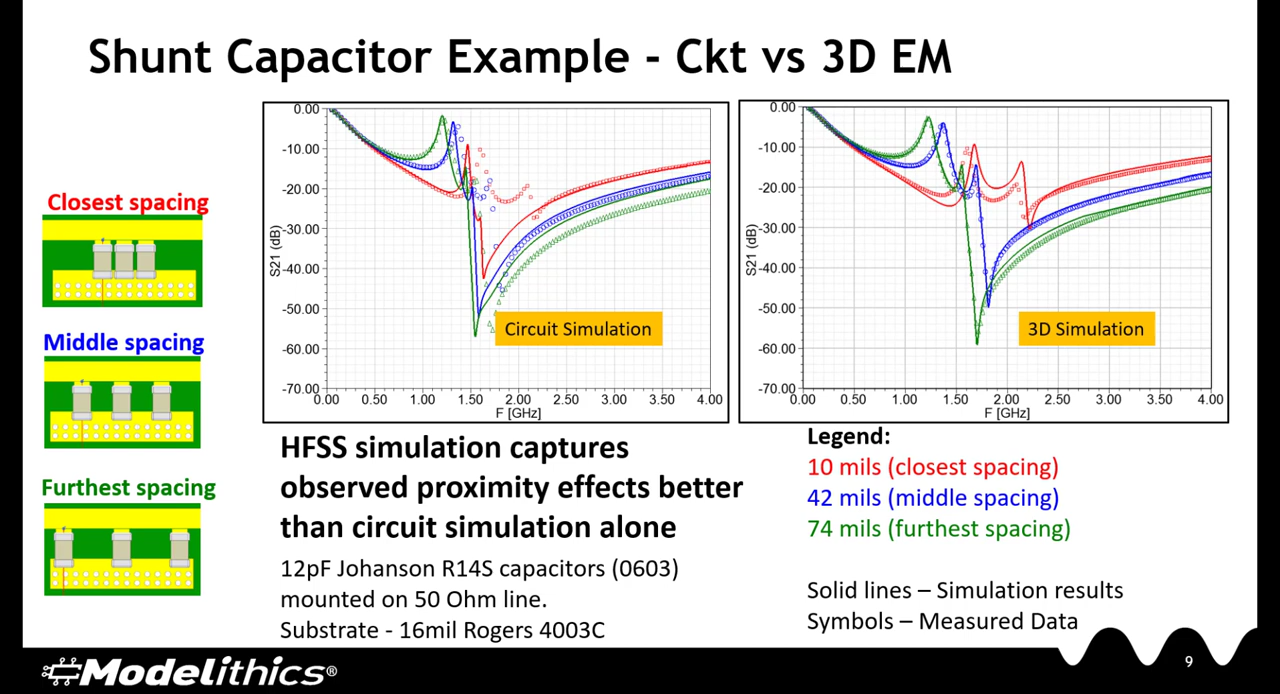 Shunt Capacitor Example - Ckt vs 3D EM
Closest spacing
Middle spacing
Furthest spacing
0.00
-10.00
-20.00
-30.00
-40.00
-50.00
-60.00
-70.00
S21 (dB)
0.00 0.50 1.00 1.50 2.00 2.50 3.00 3.50 4.00
F [GHz]
Circuit Simulation
0.00
-10.00
-20.00
-30.00
-40.00
-50.00
-60.00
-70.00
S21 (dB)
0.00 0.50 1.00 1.50 2.00 2.50 3.00 3.50 4.00
F [GHz]
3D Simulation
HFSS simulation captures
observed proximity effects better
than circuit simulation alone
12pF Johanson R14S capacitors (0603)
mounted on 50 Ohm line.
Substrate - 16mil Rogers 4003C
Legend:
10 mils (closest spacing)
42 mils (middle spacing)
74 mils (furthest spacing)
Solid lines – Simulation results
Symbols – Measured Data
Modelithics®
9